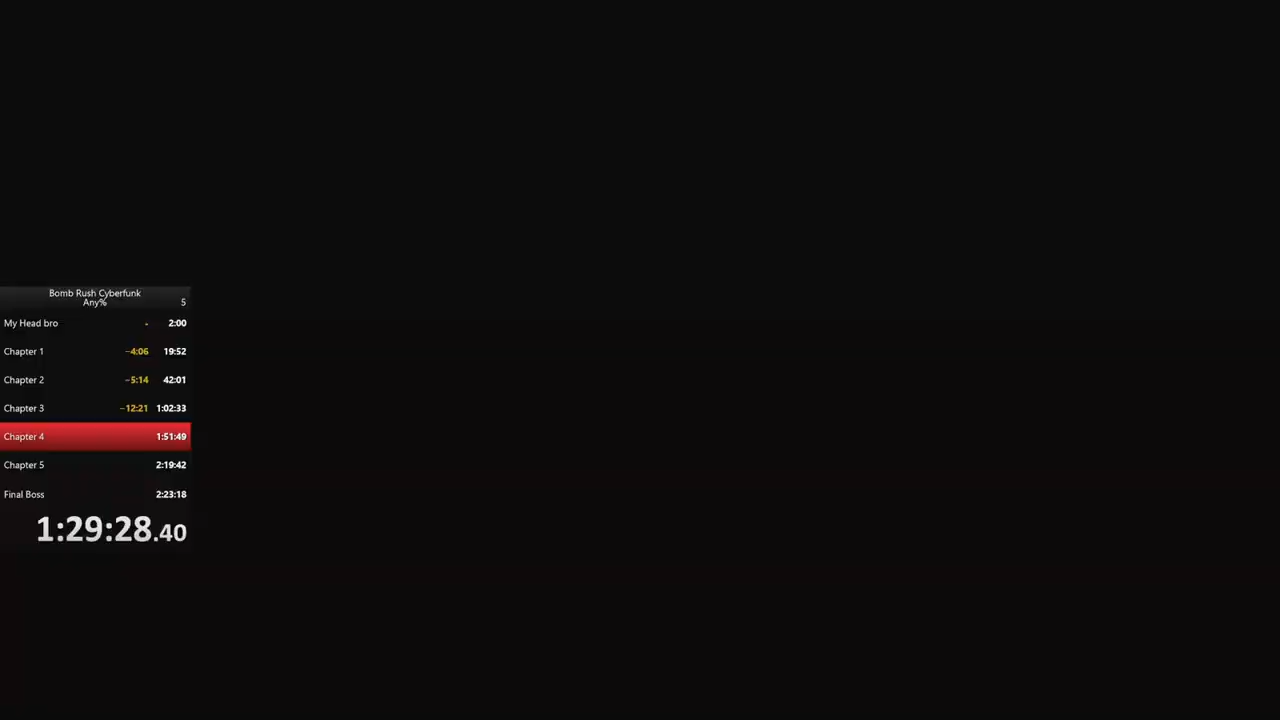 Bomb Rush Cyberfunk
Any% 5
My Head bro - 2:00
Chapter 1 −4:06 19:52
Chapter 2 −5:14 42:01
Chapter 3 −12:21 1:02:33
Chapter 4 1:51:49
Chapter 5 2:19:42
Final Boss 2:23:18
1:29:28.40